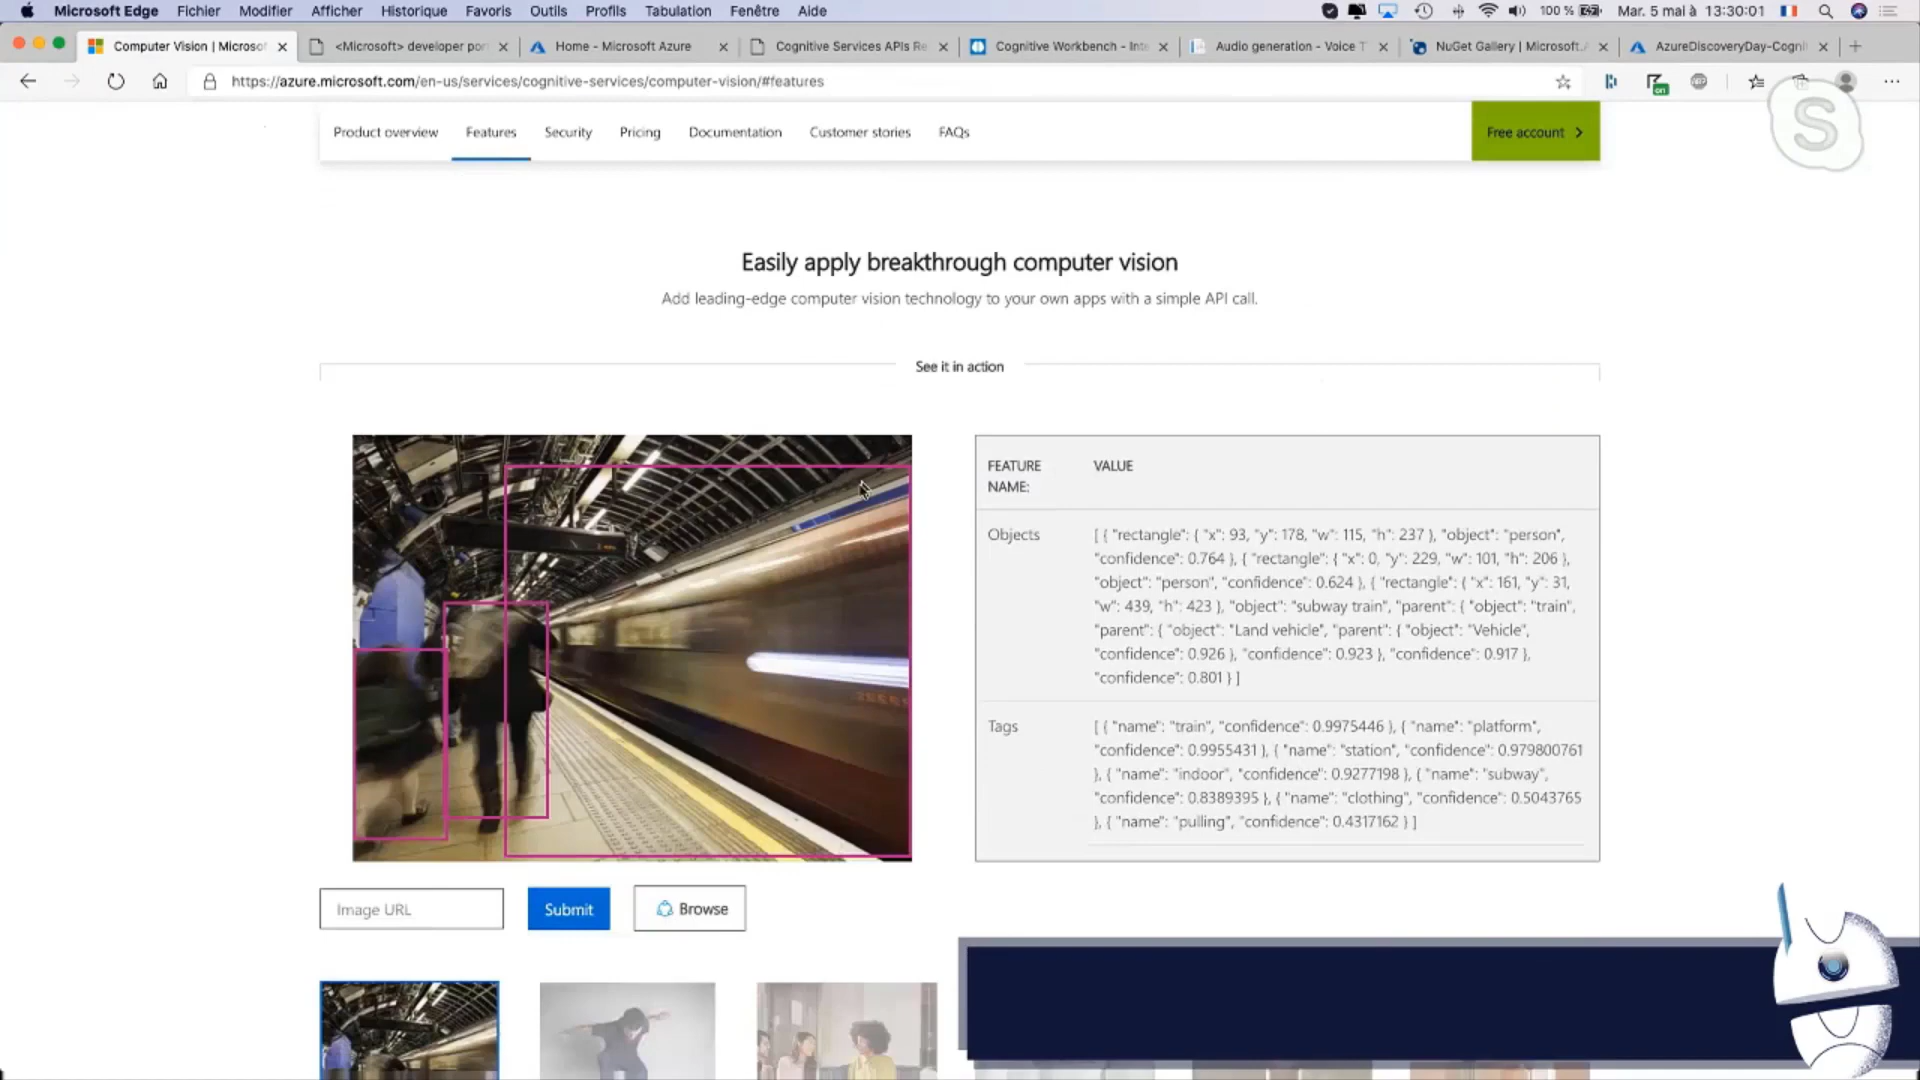 Microsoft Edge Fichier Modifier Afficher Historique Favoris Outils Profils Tabulation Fenêtre Aide 100 % Mar. 5 mai à 13:30:01
Computer Vision | Microsof <Microsoft> developer por Home - Microsoft Azure Cognitive Services APIs Re Cognitive Workbench - Int Audio generation - Voice T NuGet Gallery | Microsoft. AzureDiscoveryDay-Cogni
https://azure.microsoft.com/en-us/services/cognitive-services/computer-vision/#features
on
Product overview Features Security Pricing Documentation Customer stories FAQs Free account
S
Easily apply breakthrough computer vision
Add leading-edge computer vision technology to your own apps with a simple API call.
See it in action
FEATURE NAME: VALUE
Objects [ { "rectangle": { "x": 93, "y": 178, "w": 115, "h": 237 }, "object": "person",
"confidence": 0.764 }, { "rectangle": { "x": 0, "y": 229, "w": 101, "h": 206 },
"object": "person", "confidence": 0.624 }, { "rectangle": { "x": 161, "y": 31,
"w": 439, "h": 423 }, "object": "subway train", "parent": { "object": "train",
"parent": { "object": "Land vehicle", "parent": { "object": "Vehicle",
"confidence": 0.926 }, "confidence": 0.923 }, "confidence": 0.917 },
"confidence": 0.801 } ]
Tags [ { "name": "train", "confidence": 0.9975446 }, { "name": "platform",
"confidence": 0.9955431 }, { "name": "station", "confidence": 0.979800761
}, { "name": "indoor", "confidence": 0.9277198 }, { "name": "subway",
"confidence": 0.8389395 }, { "name": "clothing", "confidence": 0.5043765
}, { "name": "pulling", "confidence": 0.4317162 } ]
Image URL Submit Browse